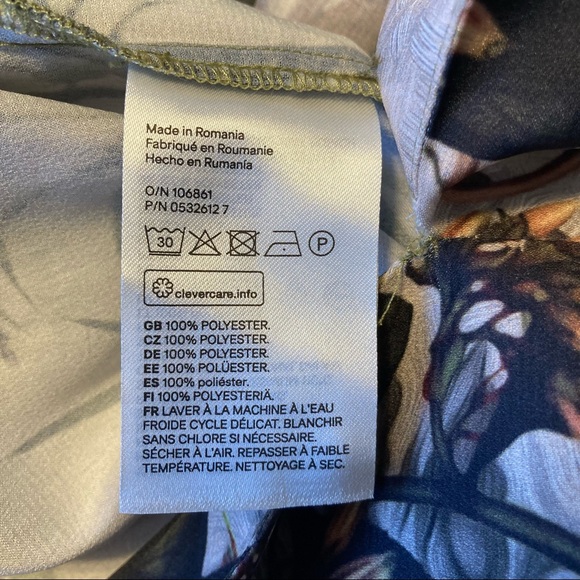 Made in Romania
Fabriqué en Roumanie
Hecho en Rumanía
O/N 106861
P/N 0532612 7
30
P
clevercare.info
GB 100% POLYESTER.
CZ 100% POLYESTER.
DE 100% POLYESTER.
EE 100% POLÜESTER.
ES 100% poliéster.
FI 100% POLYESTERIÄ.
FR LAVER À LA MACHINE À L'EAU
FROIDE CYCLE DÉLICAT. BLANCHIR
SANS CHLORE SI NÉCESSAIRE.
SÉCHER À L'AIR. REPASSER À FAIBLE
TEMPÉRATURE. NETTOYAGE À SEC.